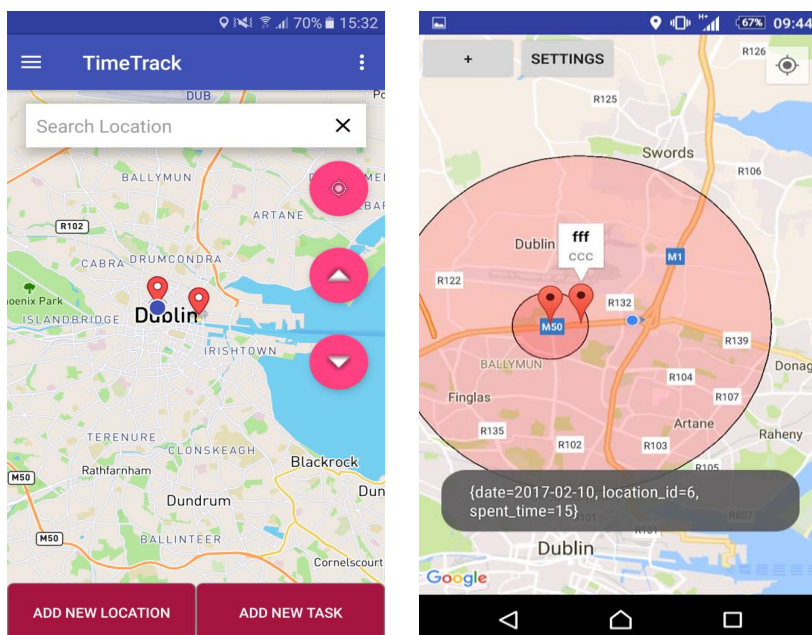 70% 15:32
TimeTrack
DUB
Search Location
BALLYMUN
ARTANE
R102
CABRA
DRUMCONDRA
oenix Park
ISLANDBRIDGE
Dublin
IRISHTOWN
TERENURE
CLONSKEAGH
Blackrock
M50
Rathfarnham
Dundrum
Dun
M50
BALLINTEER
Cornelscourt
ADD NEW LOCATION
ADD NEW TASK
H+ 67% 09:44
+
SETTINGS
R126
R125
Swords
R106
fff
ccc
Dublin
M1
R122
R132
M50
R139
BALLYMUN
Donag
R104
Finglas
R107
Artane
R135
R102
R103
Raheny
R105
{date=2017-02-10, location_id=6,
spent_time=15}
R101
R807
R131
Dublin
Google